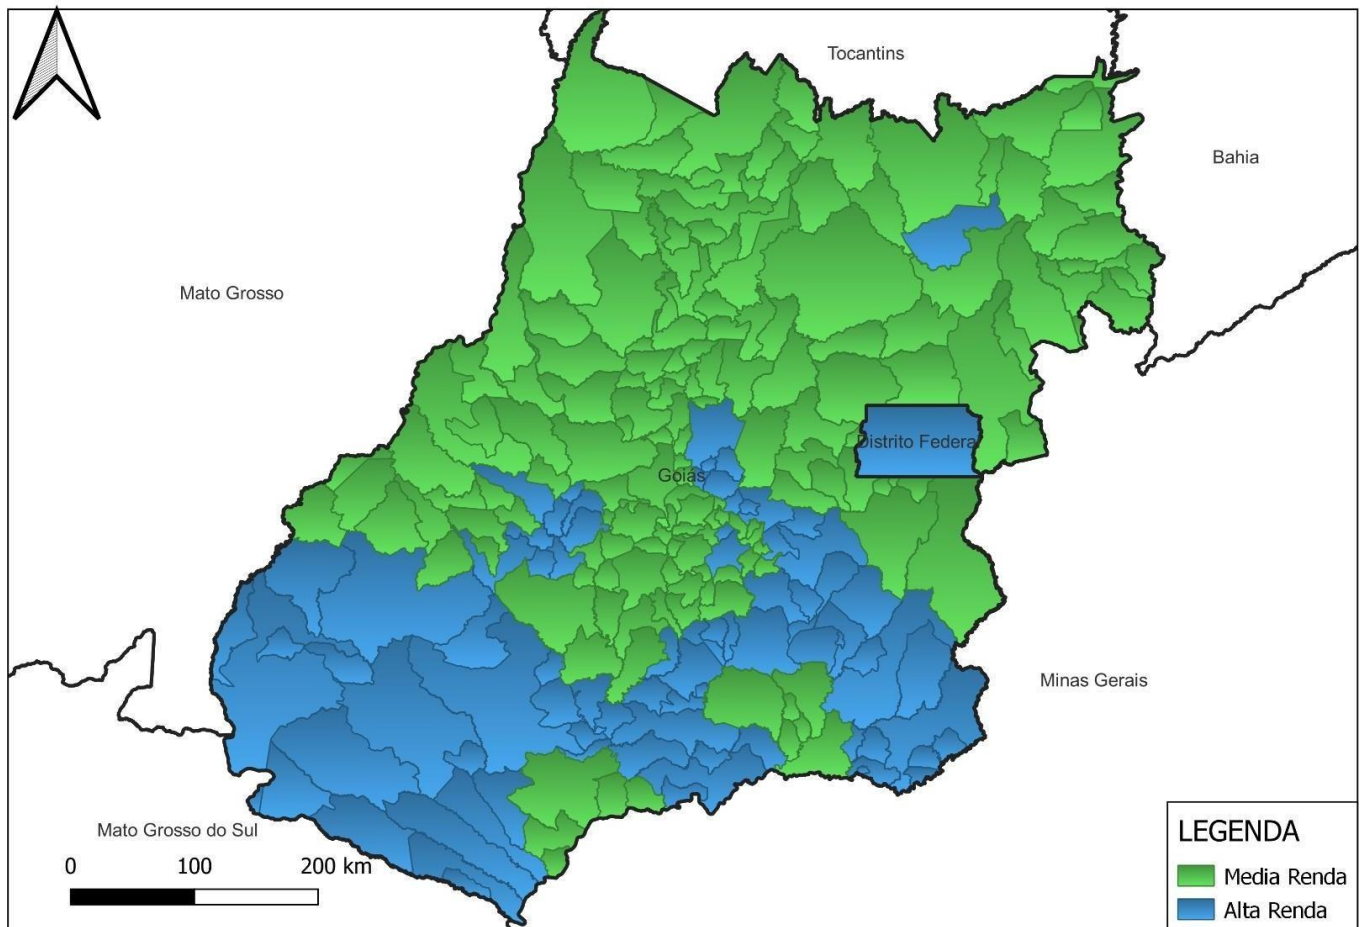 Tocantins
Bahia
Mato Grosso
Distrito Federa
Goiás
Minas Gerais
Mato Grosso do Sul
0 100 200 km
LEGENDA
Media Renda
Alta Renda